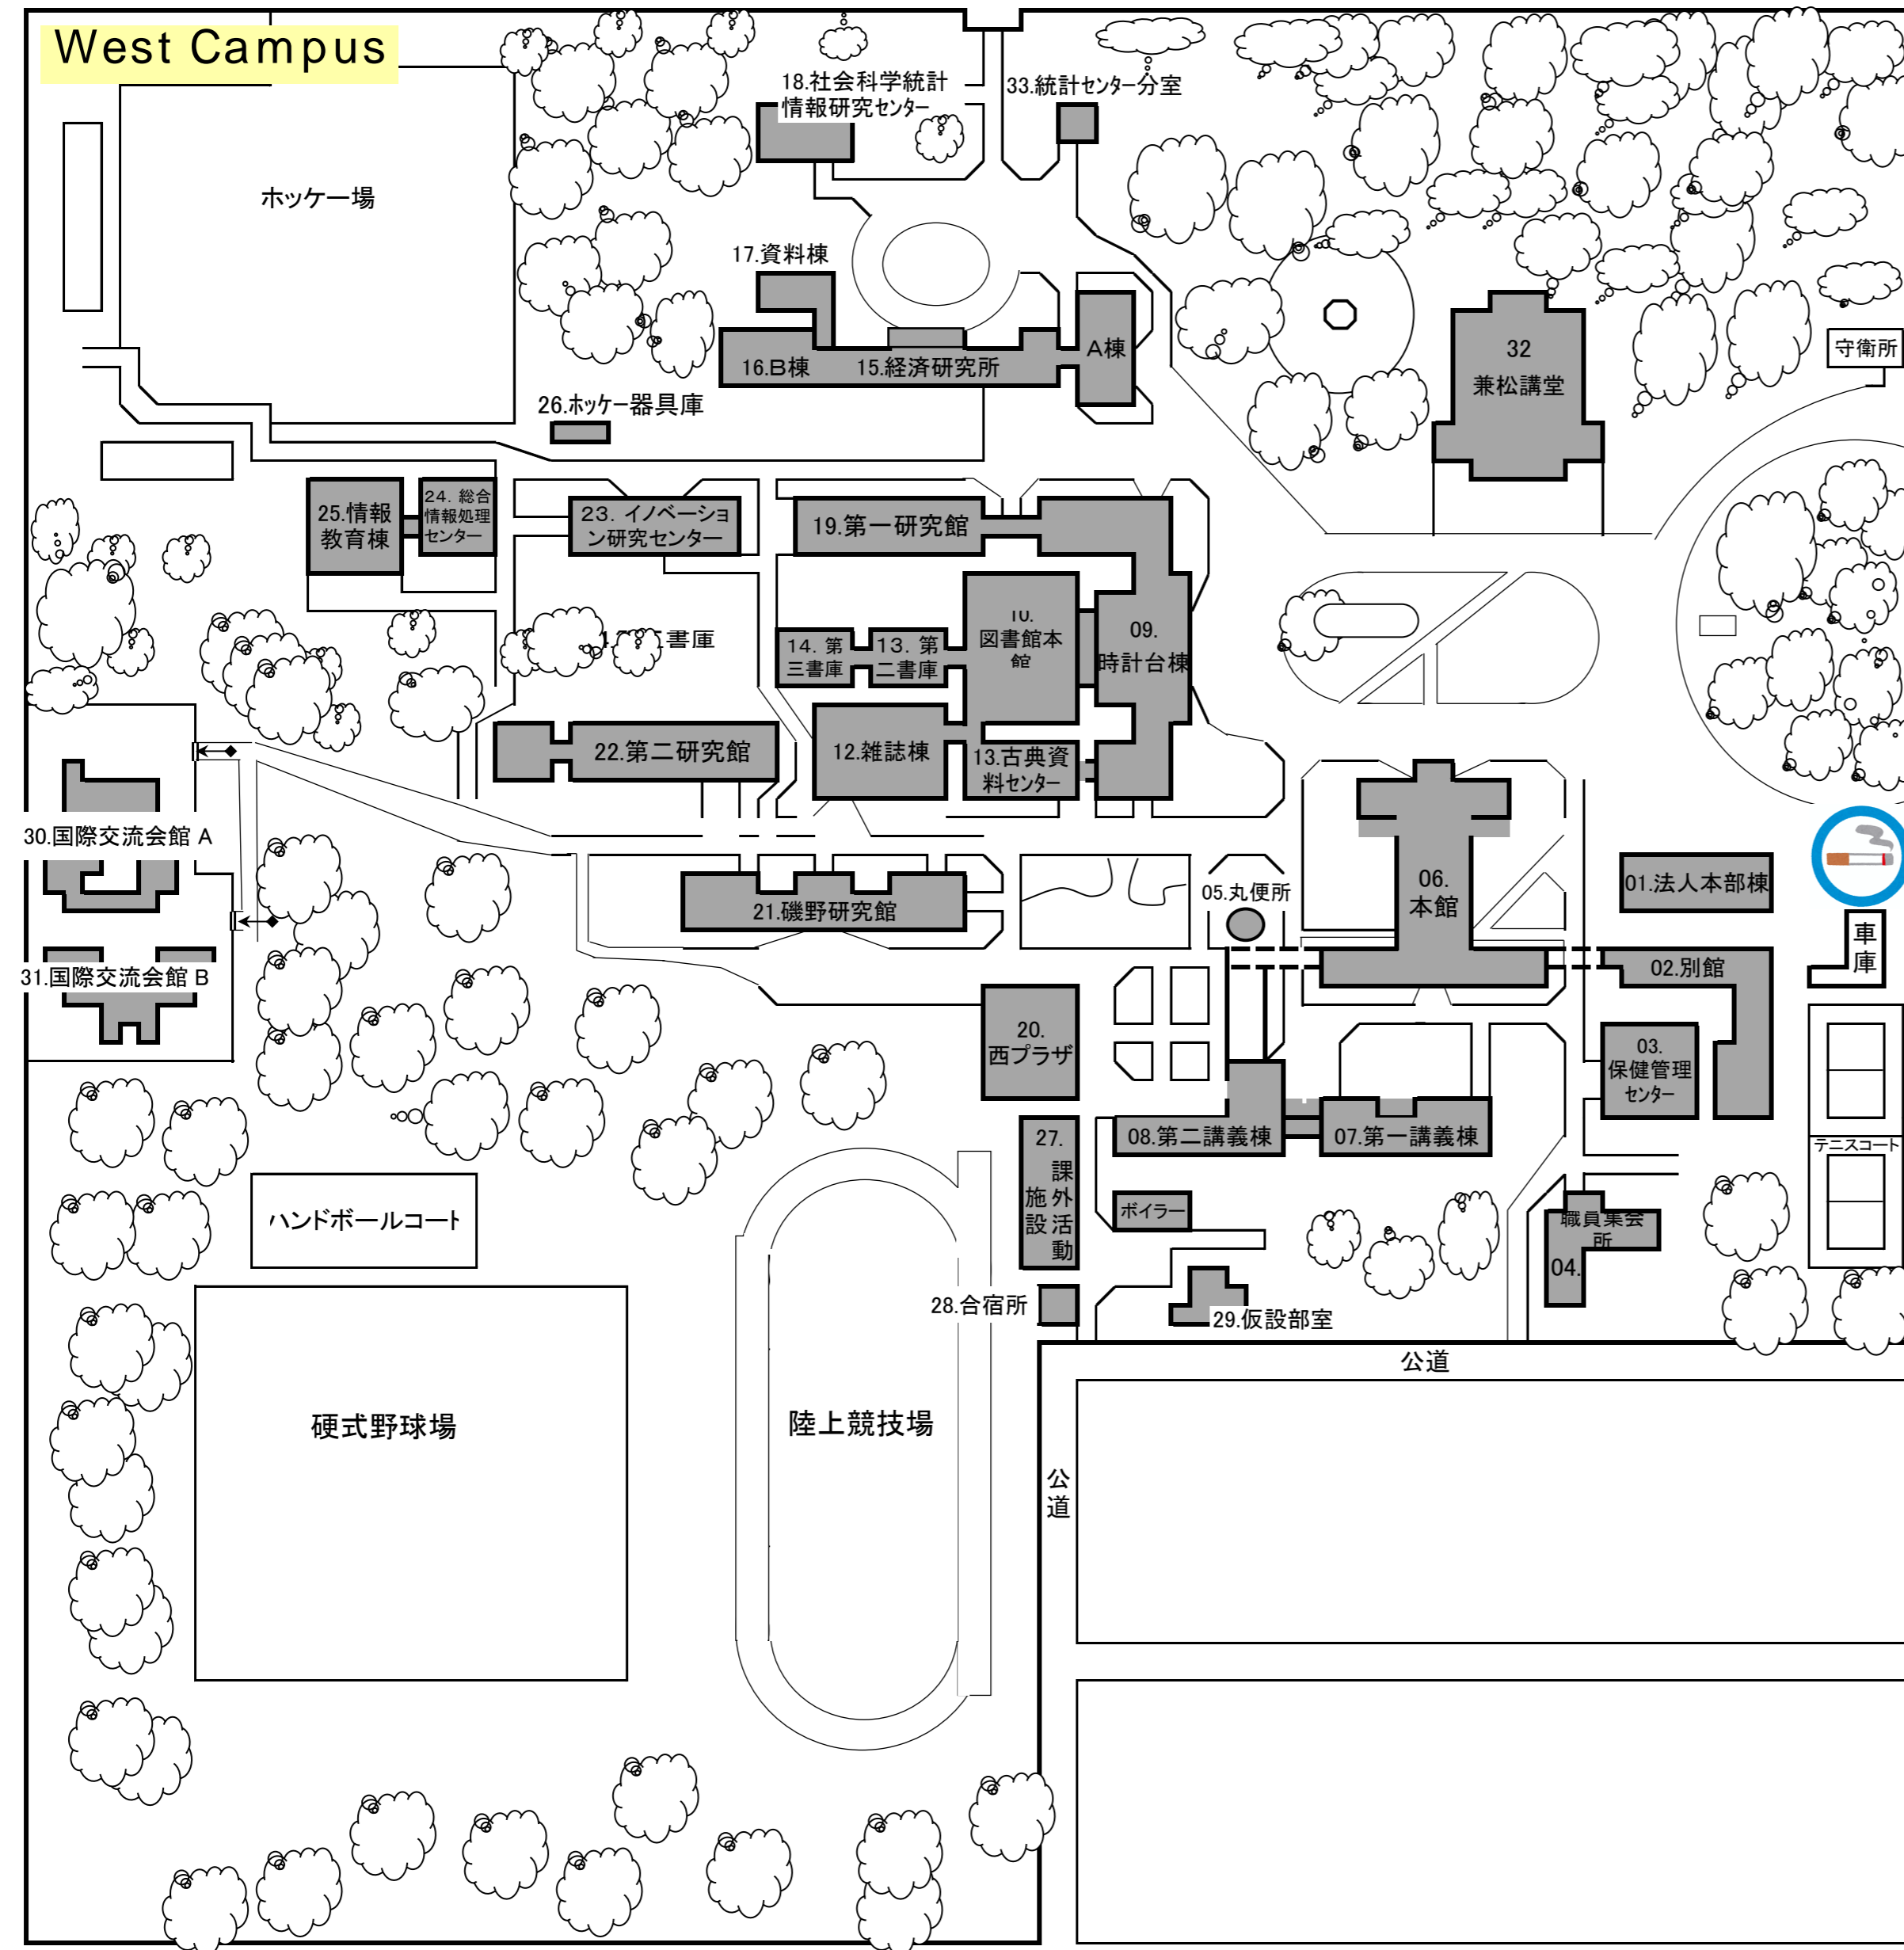 West Campus
18.社会科学統計
情報研究センター
33.統計センター分室
ホッケー場
17.資料棟
A棟
32
兼松講堂
守衛所
16.B棟
15.経済研究所
26.ホッケー器具庫
25.情報
教育棟
24. 総合
情報処理
センター
23. イノベーショ
ン研究センター
19.第一研究館
10.
図書館本
館
09.
時計台棟
書庫
14. 第
三書庫
13. 第
二書庫
22.第二研究館
12.雑誌棟
13.古典資
料センター
30.国際交流会館 A
21.磯野研究館
05.丸便所
06.
本館
01.法人本部棟
車
庫
31.国際交流会館 B
02.別館
20.
西プラザ
03.
保健管理
センター
08.第二講義棟
07.第一講義棟
テニスコート
27.
課外活動
施設
ボイラー
ハンドボールコート
職員集会
所
04.
28.合宿所
29.仮設部室
公道
硬式野球場
陸上競技場
公
道